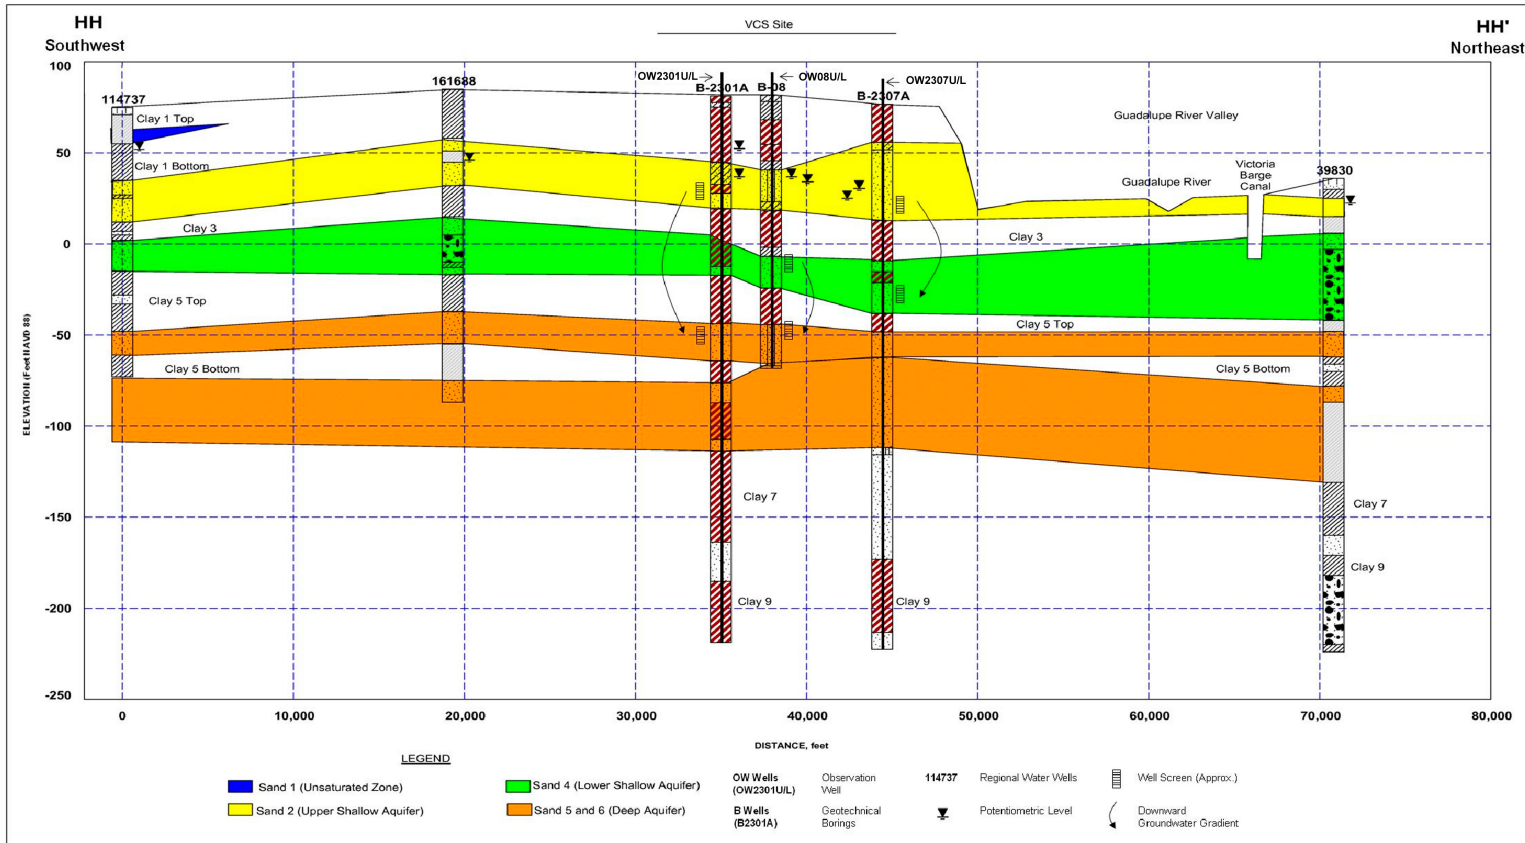 HH
Southwest
VCS Site
HH'
Northeast
OW2301U/L
OW08U/L
OW2307U/L
114737
161688
B-2301A
B-08
B-2307A
39830
Clay 1 Top
Clay 1 Bottom
Clay 3
Clay 5 Top
Clay 5 Bottom
Guadalupe River Valley
Guadalupe River
Victoria
Barge
Canal
Clay 3
Clay 5 Top
Clay 5 Bottom
Clay 7
Clay 7
Clay 9
Clay 9
Clay 9
ELEVATION (Feet NAVD 88)
100
50
0
-50
-100
-150
-200
-250
0
10,000
20,000
30,000
40,000
50,000
60,000
70,000
80,000
DISTANCE, feet
LEGEND
Sand 1 (Unsaturated Zone)
Sand 2 (Upper Shallow Aquifer)
Sand 4 (Lower Shallow Aquifer)
Sand 5 and 6 (Deep Aquifer)
OW Wells
(OW2301U/L)
Observation
Well
B Wells
(B2301A)
Geotechnical
Borings
114737
Regional Water Wells
Potentiometric Level
Well Screen (Approx.)
Downward
Groundwater Gradient